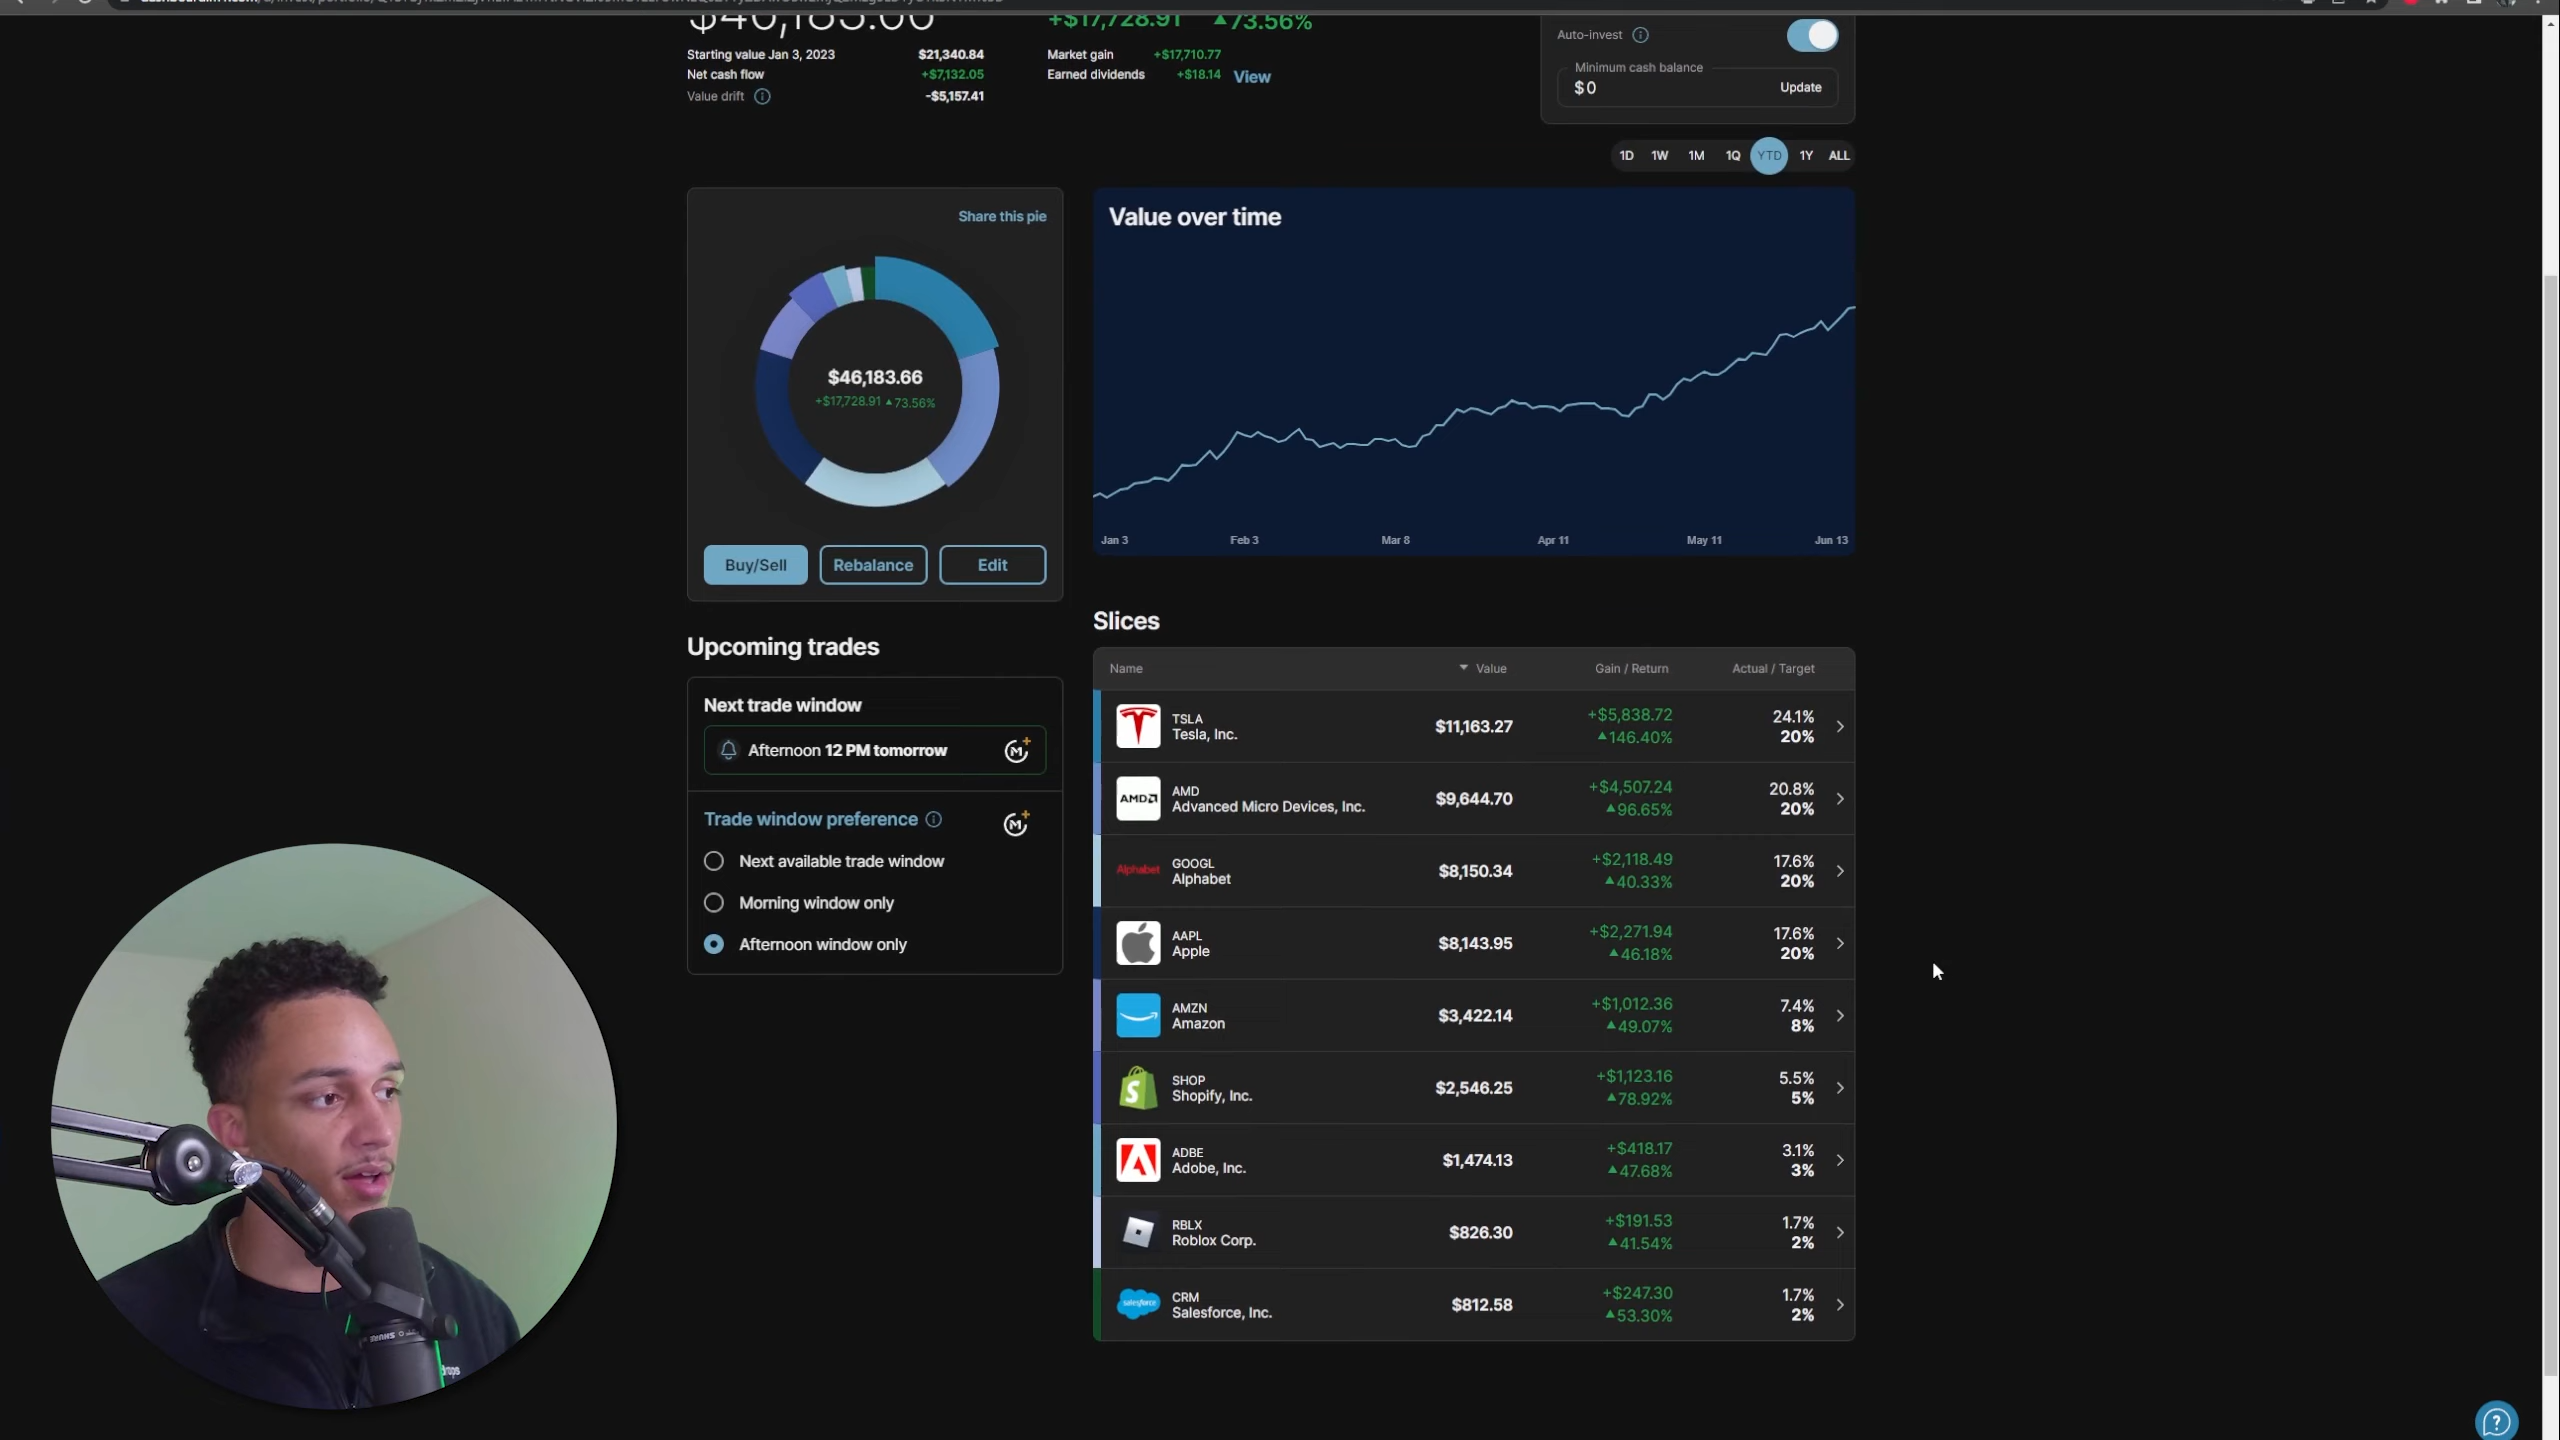 +$17,728.91 ▲73.56%
Starting value Jan 3, 2023 $21,340.84
Net cash flow +$7,132.05
Value drift -$5,157.41
Market gain +$17,710.77
Earned dividends +$18.14 View
Auto-invest
Minimum cash balance
$0 Update
1D 1W 1M 1Q YTD 1Y ALL
Share this pie
$46,183.66
+$17,728.91 ▲73.56%
Buy/Sell Rebalance Edit
Value over time
Jan 3 Feb 3 Mar 8 Apr 11 May 11 Jun 13
Upcoming trades
Next trade window
Afternoon 12 PM tomorrow
Trade window preference
Next available trade window
Morning window only
Afternoon window only
Slices
Name Value Gain / Return Actual / Target
TSLA
Tesla, Inc.
$11,163.27
+$5,838.72
▲146.40%
24.1%
20%
AMD
AMD
Advanced Micro Devices, Inc.
$9,644.70
+$4,507.24
▲96.65%
20.8%
20%
Alphabet
GOOGL
Alphabet
$8,150.34
+$2,118.49
▲40.33%
17.6%
20%
AAPL
Apple
$8,143.95
+$2,271.94
▲46.18%
17.6%
20%
AMZN
Amazon
$3,422.14
+$1,012.36
▲49.07%
7.4%
8%
SHOP
Shopify, Inc.
$2,546.25
+$1,123.16
▲78.92%
5.5%
5%
ADBE
Adobe, Inc.
$1,474.13
+$418.17
▲47.68%
3.1%
3%
RBLX
Roblox Corp.
$826.30
+$191.53
▲41.54%
1.7%
2%
salesforce
CRM
Salesforce, Inc.
$812.58
+$247.30
▲53.30%
1.7%
2%
SHURE